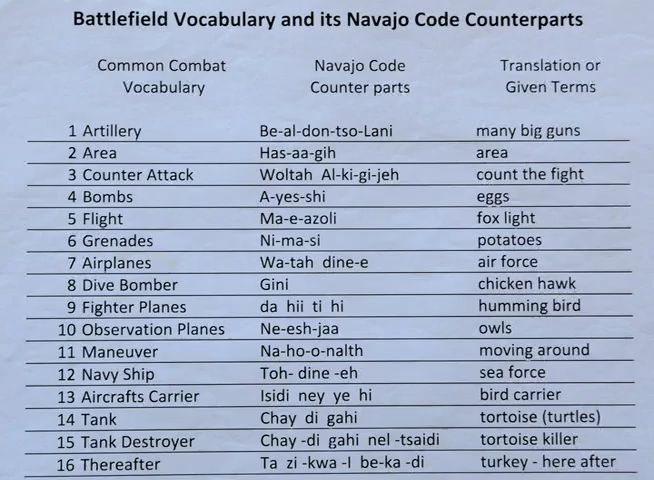 Battlefield Vocabulary and its Navajo Code Counterparts
Common Combat Navajo Code Translation or
Vocabulary Counter parts Given Terms
1 Artillery Be-al-don-tso-Lani many big guns
2 Area Has-aa-gih area
3 Counter Attack Woltah Al-ki-gi-jeh count the fight
4 Bombs A-yes-shi eggs
5 Flight Ma-e-azoli fox light
6 Grenades Ni-ma-si potatoes
7 Airplanes Wa-tah dine-e air force
8 Dive Bomber Gini chicken hawk
9 Fighter Planes da hii ti hi humming bird
10 Observation Planes Ne-esh-jaa owls
11 Maneuver Na-ho-o-nalth moving around
12 Navy Ship Toh- dine -eh sea force
13 Aircrafts Carrier Isidi ney ye hi bird carrier
14 Tank Chay di gahi tortoise (turtles)
15 Tank Destroyer Chay -di gahi nel -tsaidi tortoise killer
16 Thereafter Ta zi -kwa -I be-ka -di turkey - here after